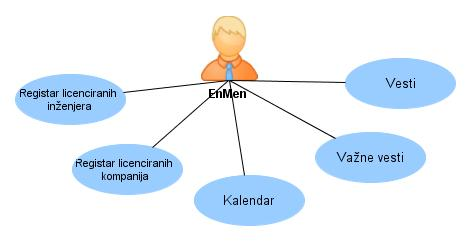 EnMen
Registar licenciranih
inženjera
Registar licenciranih
kompanija
Kalendar
Važne vesti
Vesti